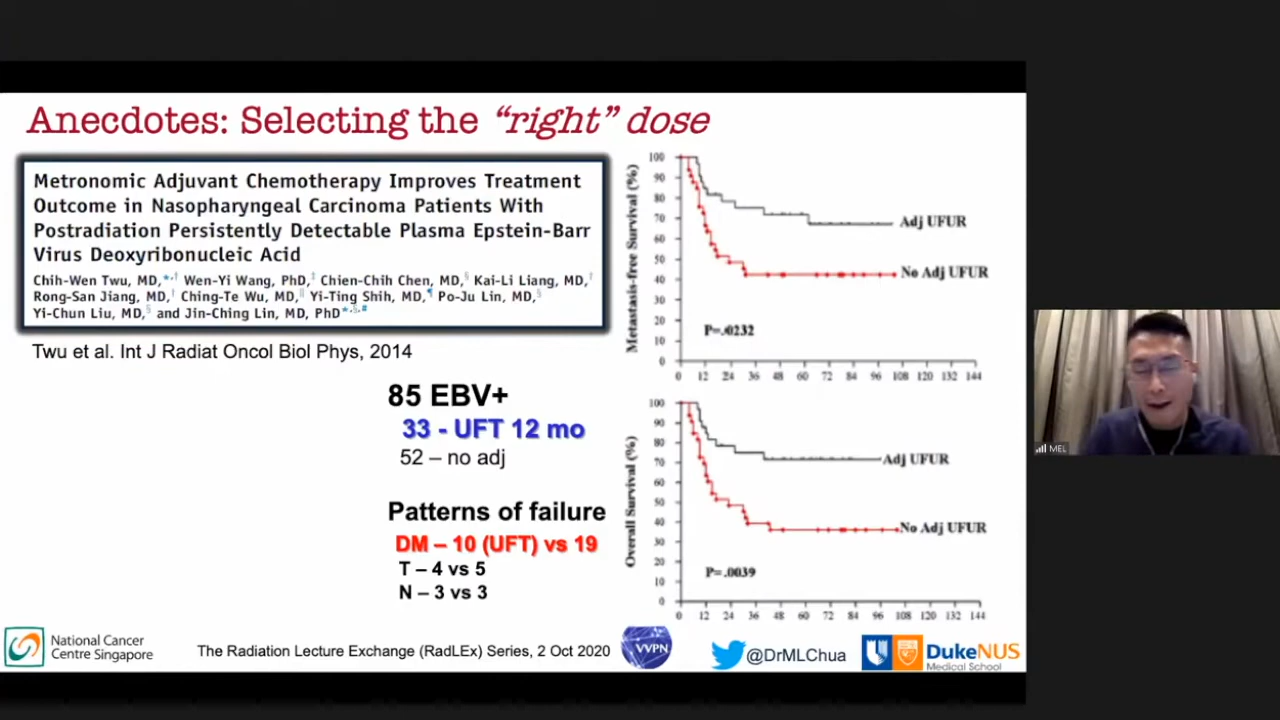 Anecdotes: Selecting the “right” dose
Metronomic Adjuvant Chemotherapy Improves Treatment
Outcome in Nasopharyngeal Carcinoma Patients With
Postradiation Persistently Detectable Plasma Epstein-Barr
Virus Deoxyribonucleic Acid
Chih-Wen Twu, MD,*,† Wen-Yi Wang, PhD,‡ Chien-Chih Chen, MD,§ Kai-Li Liang, MD,†
Rong-San Jiang, MD,† Ching-Te Wu, MD,|| Yi-Ting Shih, MD,¶ Po-Ju Lin, MD,§
Yi-Chun Liu, MD,§ and Jin-Ching Lin, MD, PhD*,§,#
Twu et al. Int J Radiat Oncol Biol Phys, 2014
85 EBV+
33 - UFT 12 mo
52 – no adj
Patterns of failure
DM – 10 (UFT) vs 19
T – 4 vs 5
N – 3 vs 3
Metastasis-free Survival (%)
100
90
80
70
60
50
40
30
20
10
0
Adj UFUR
No Adj UFUR
P=.0232
0 12 24 36 48 60 72 84 96 108 120 132 144
Overall Survival (%)
100
90
80
70
60
50
40
30
20
10
0
Adj UFUR
No Adj UFUR
P=.0039
0 12 24 36 48 60 72 84 96 108 120 132 144
National Cancer
Centre Singapore
The Radiation Lecture Exchange (RadLEx) Series, 2 Oct 2020
VVPN
@DrMLChua
DukeNUS
Medical School
MEL